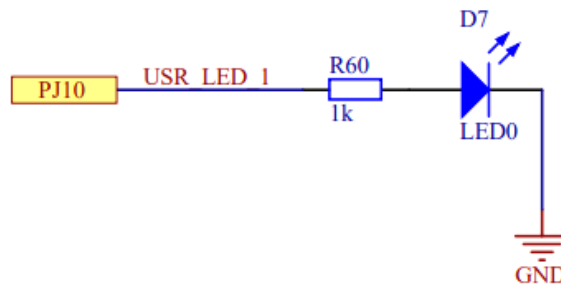 D7
USR_LED_1
R60
PJ10
1k
LED0
GND